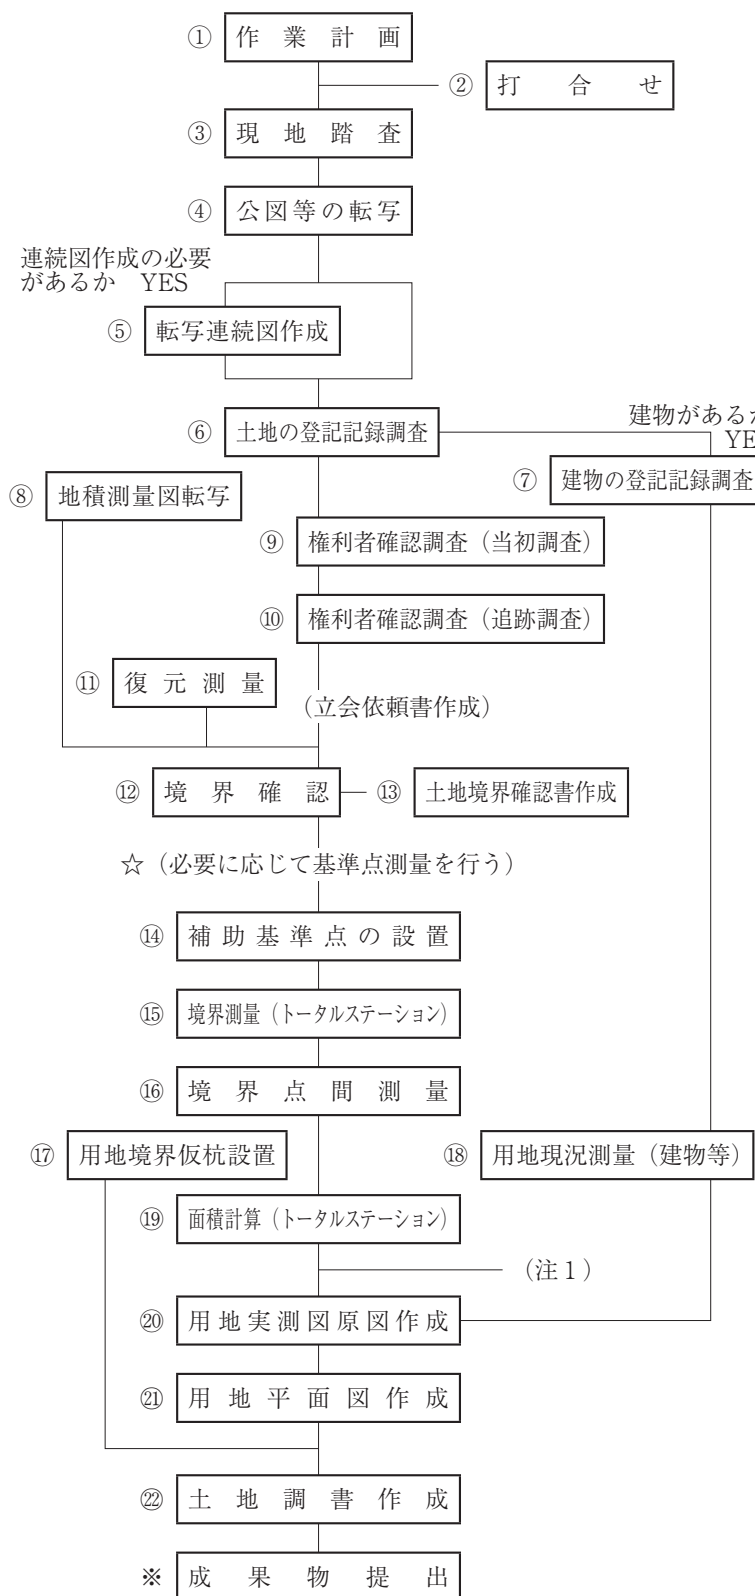 ① 作業計画
② 打合せ
③ 現地踏査
④ 公図等の転写
連続図作成の必要
があるか　YES
⑤ 転写連続図作成
⑥ 土地の登記記録調査
建物があるか
YE
⑦ 建物の登記記録調査
⑧ 地積測量図転写
⑨ 権利者確認調査（当初調査）
⑩ 権利者確認調査（追跡調査）
⑪ 復元測量
（立会依頼書作成）
⑫ 境界確認
⑬ 土地境界確認書作成
☆（必要に応じて基準点測量を行う）
⑭ 補助基準点の設置
⑮ 境界測量（トータルステーション）
⑯ 境界点間測量
⑰ 用地境界仮杭設置
⑱ 用地現況測量（建物等）
⑲ 面積計算（トータルステーション）
（注１）
⑳ 用地実測図原図作成
㉑ 用地平面図作成
㉒ 土地調書作成
※ 成果物提出